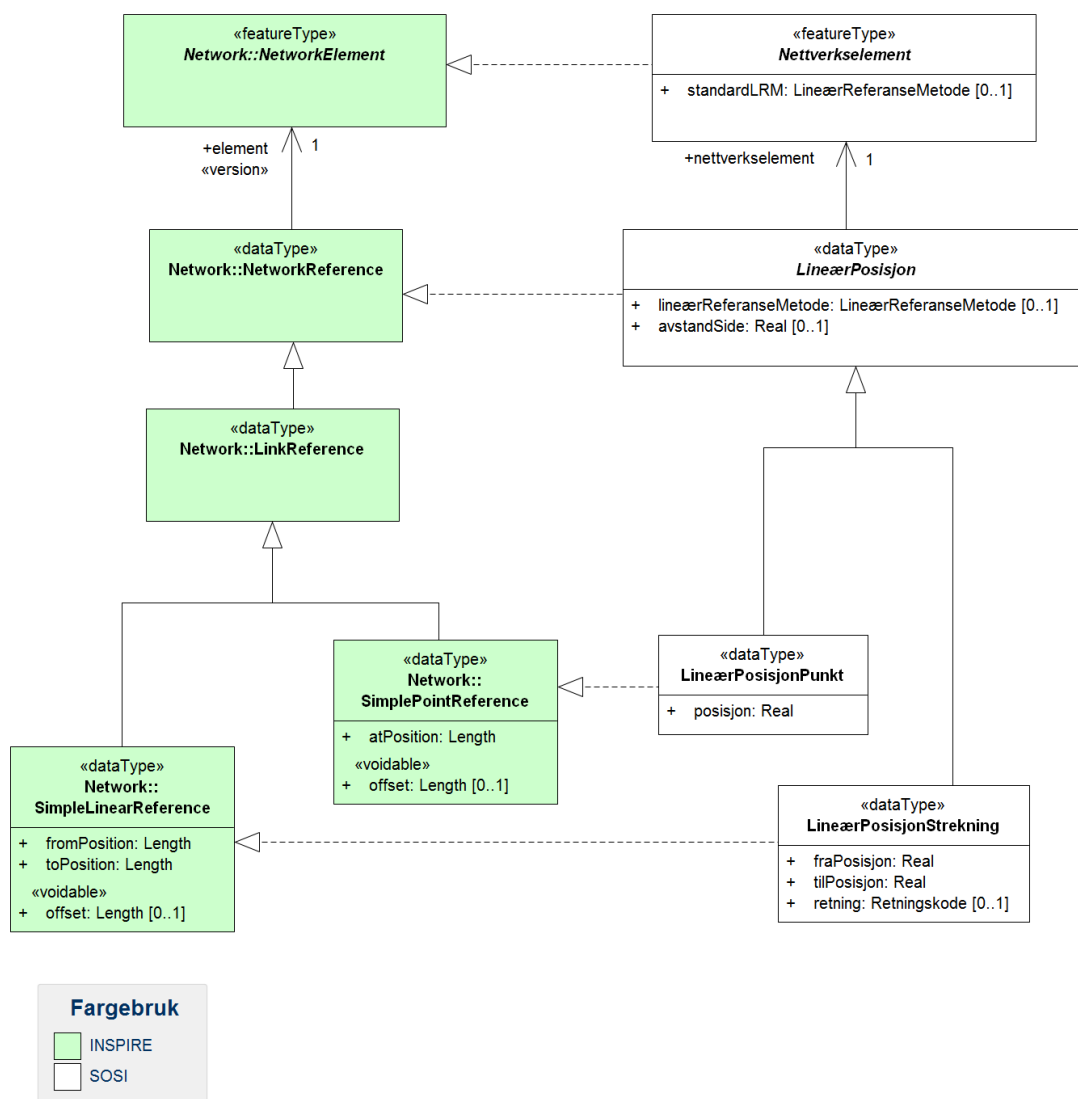 «featureType»
Network::NetworkElement
«featureType»
Nettverkselement
+ standardLRM: LineærReferanseMetode [0..1]
+element
«version»
1
+nettverkselement
1
«dataType»
Network::NetworkReference
«dataType»
LineærPosisjon
+ lineærReferanseMetode: LineærReferanseMetode [0..1]
+ avstandSide: Real [0..1]
«dataType»
Network::LinkReference
«dataType»
Network::
SimplePointReference
+ atPosition: Length
«voidable»
+ offset: Length [0..1]
«dataType»
LineærPosisjonPunkt
+ posisjon: Real
«dataType»
Network::
SimpleLinearReference
+ fromPosition: Length
+ toPosition: Length
«voidable»
+ offset: Length [0..1]
«dataType»
LineærPosisjonStrekning
+ fraPosisjon: Real
+ tilPosisjon: Real
+ retning: Retningskode [0..1]
Fargebruk
INSPIRE
SOSI